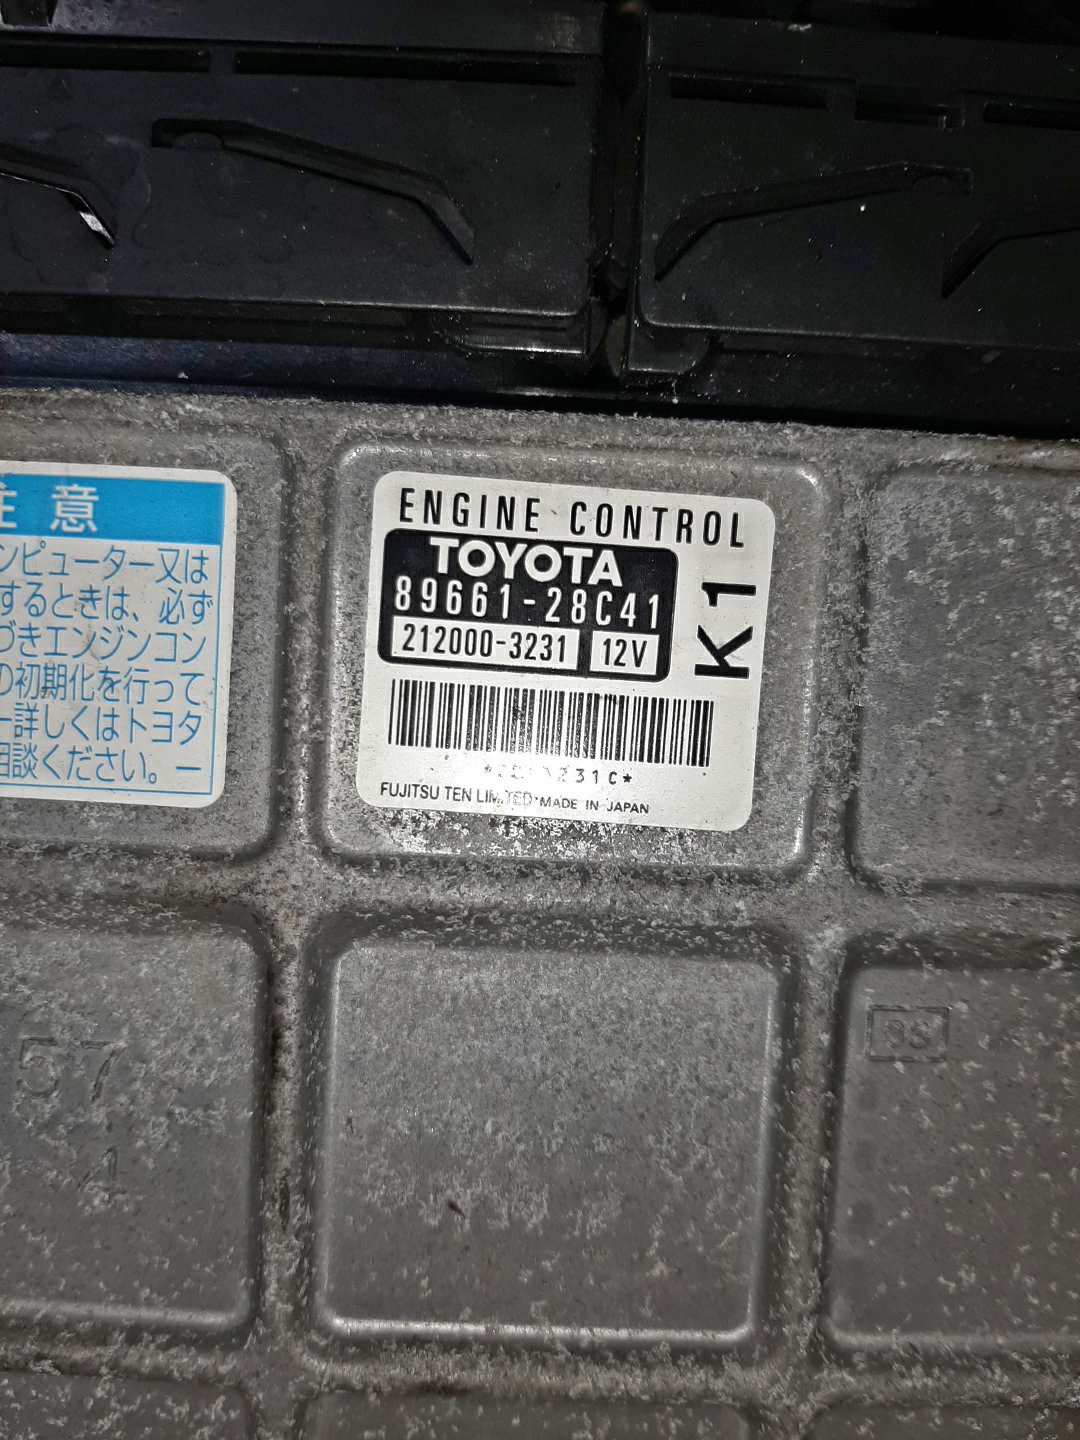 注意
ンピューター又は
するときは、必ず
づきエンジンコン
の初期化を行って
ー詳しくはトヨタ
相談ください。ー
ENGINE CONTROL
TOYOTA
89661-28C41
212000-3231 12V
K1
FUJITSU TEN LIMITED MADE IN JAPAN
57
4